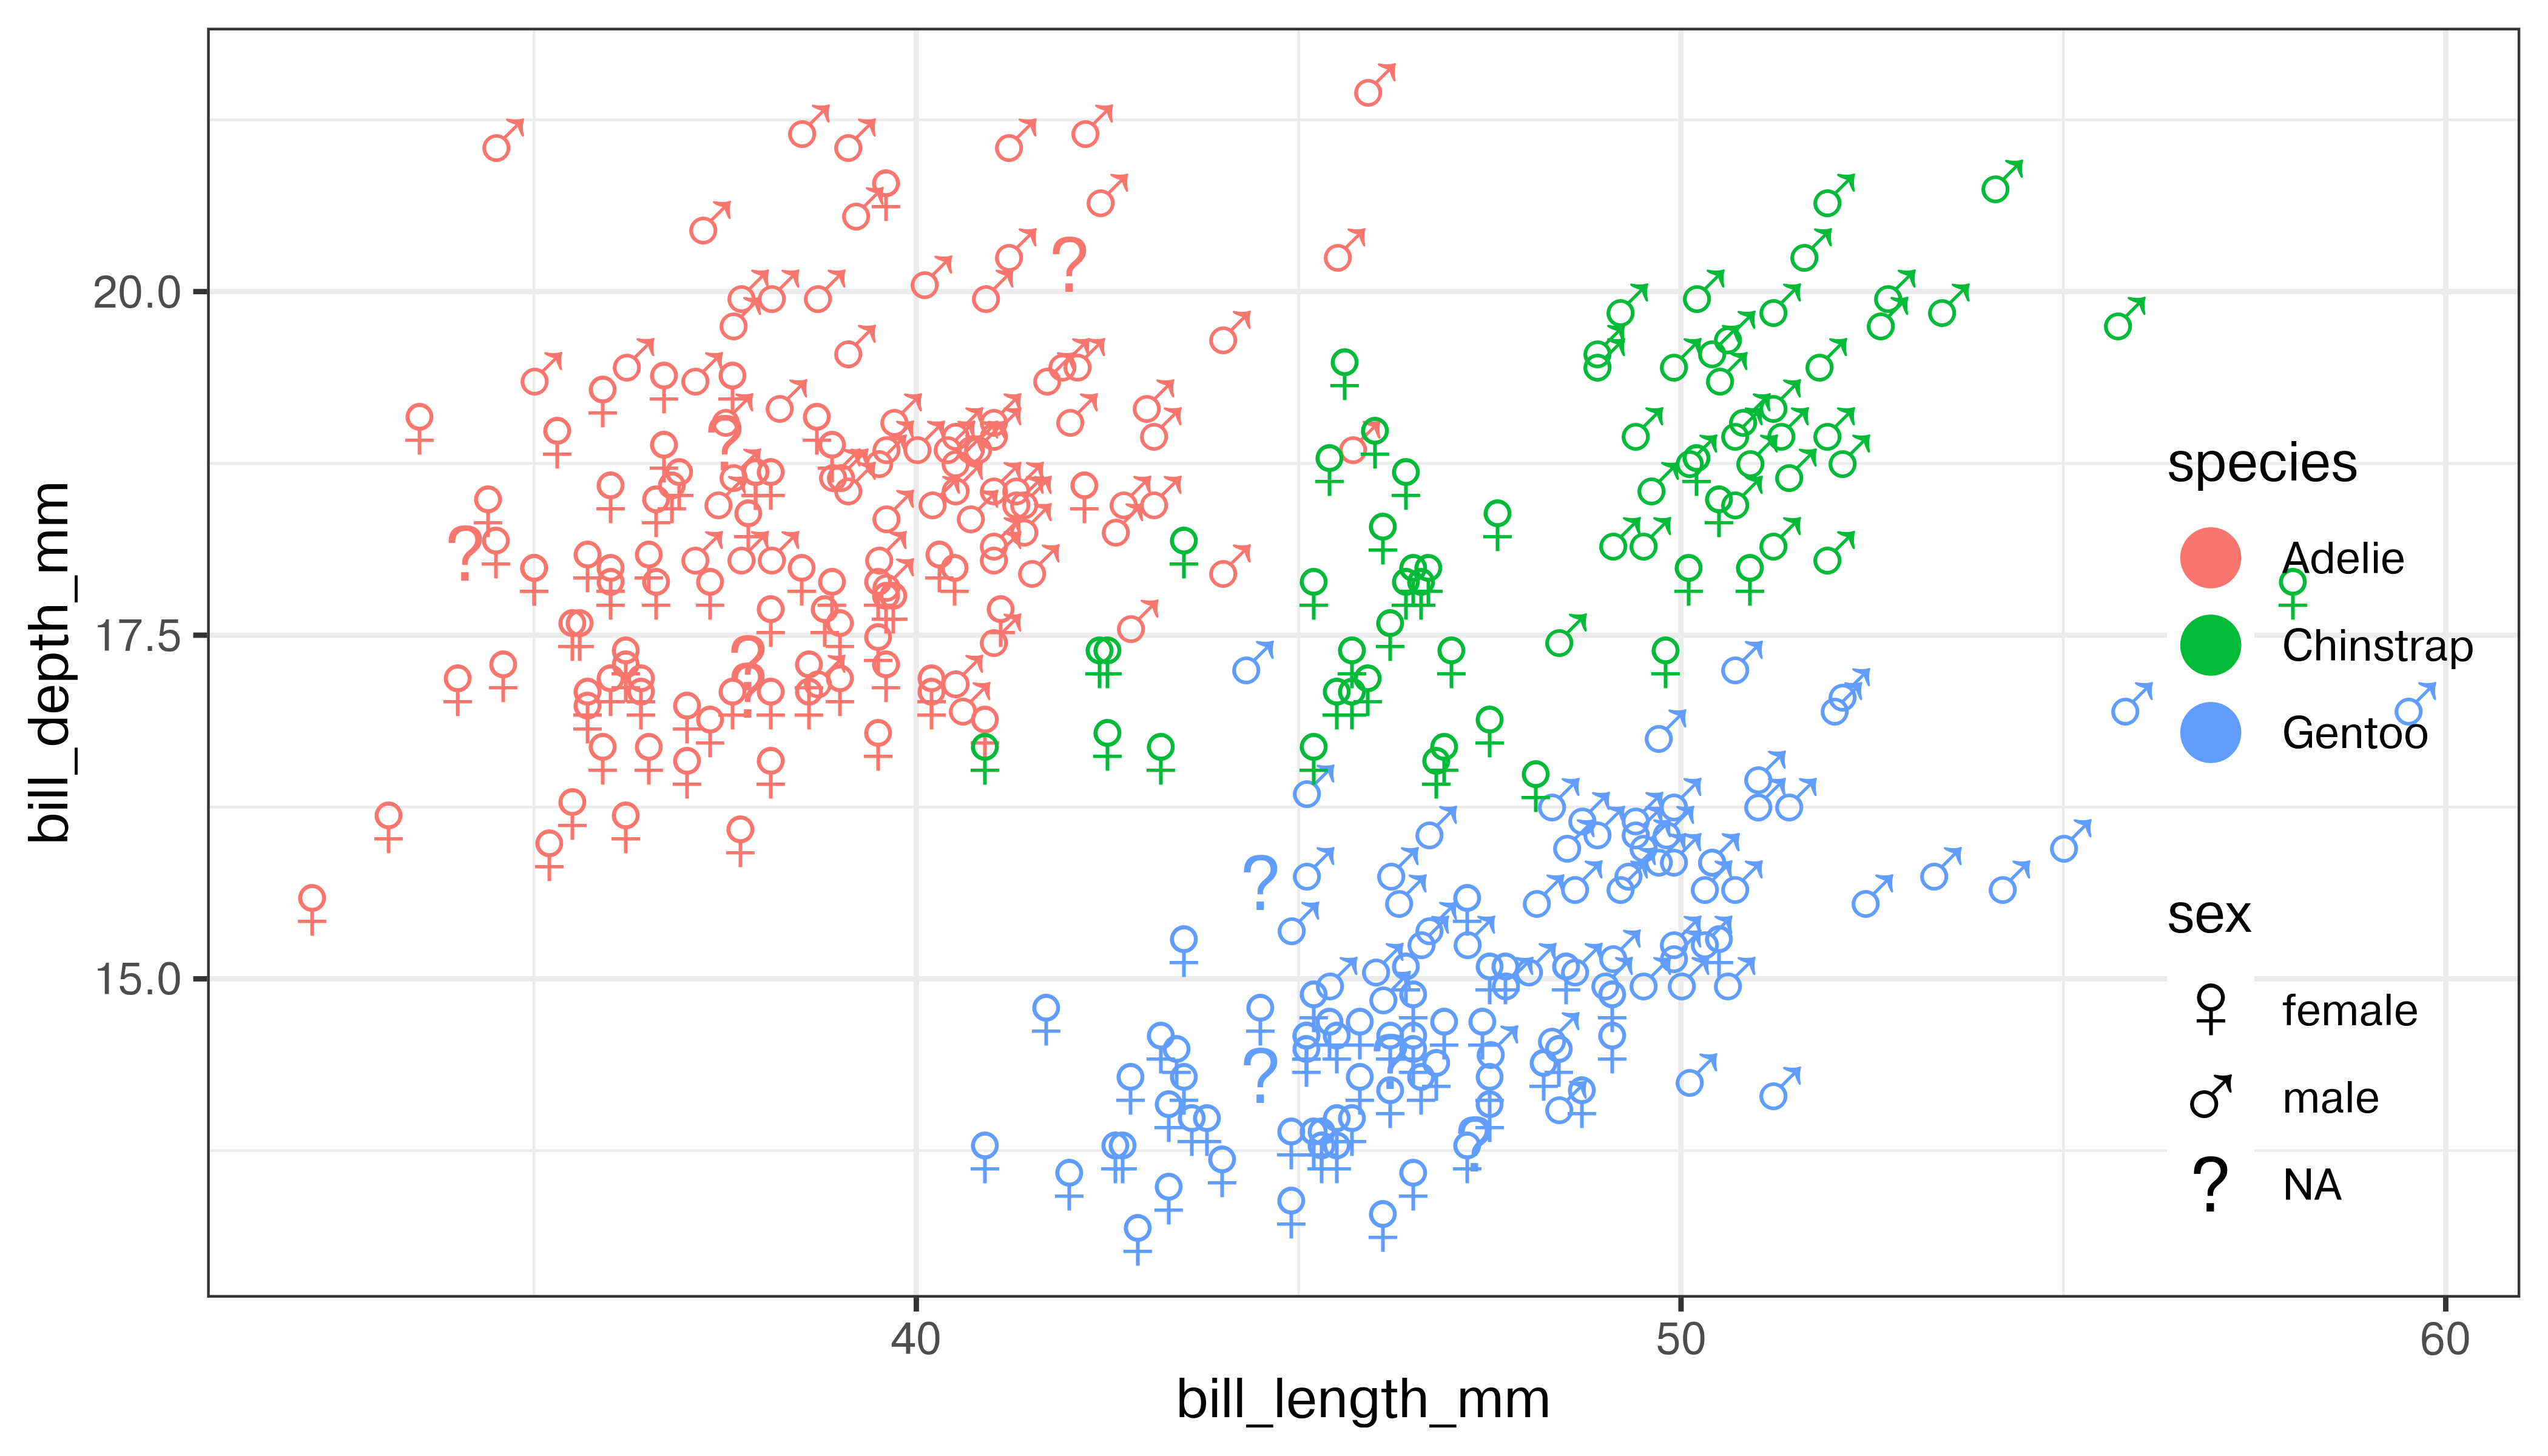 bill_depth_mm
20.0
17.5
15.0
40
50
60
bill_length_mm
species
Adelie
Chinstrap
Gentoo
sex
♀ female
♂ male
? NA